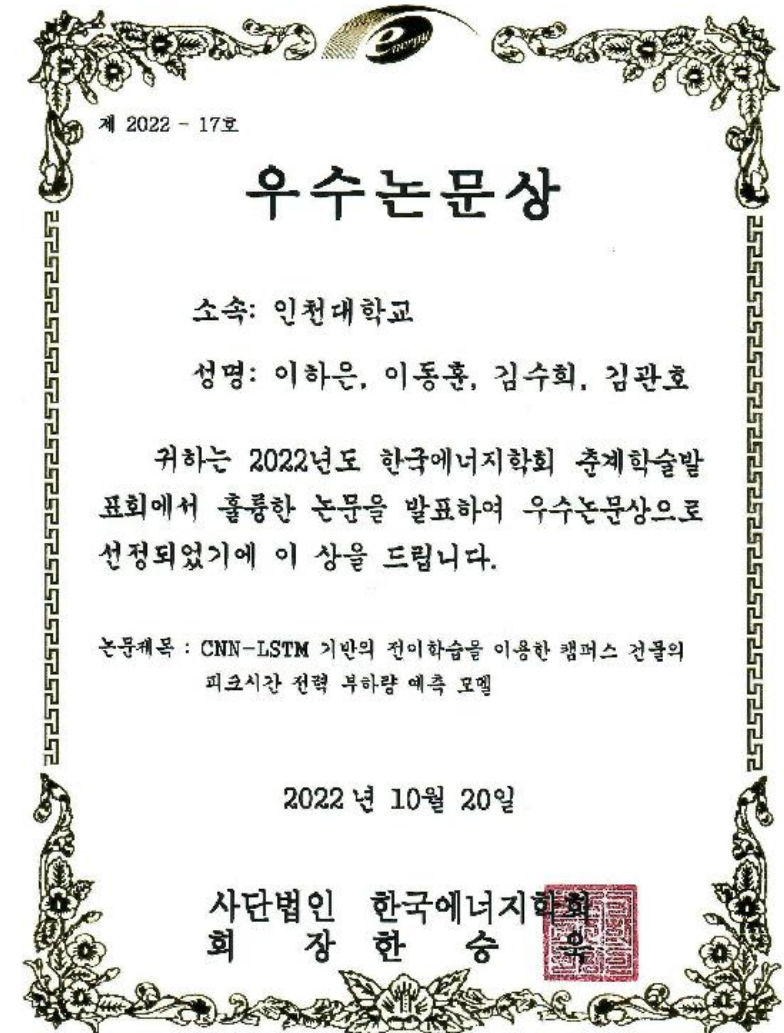 Energy
제 2022 - 17호
우수논문상
소속: 인천대학교
성명: 이하은, 이동훈, 김수희, 김관호
귀하는 2022년도 한국에너지학회 춘계학술발
표회에서 훌륭한 논문을 발표하여 우수논문상으로
선정되었기에 이 상을 드립니다.
논문제목 : CNN-LSTM 기반의 전이학습을 이용한 캠퍼스 건물의
피크시간 전력 부하량 예측 모델
2022년 10월 20일
사단법인 한국에너지학회
회 장 한 승 욱